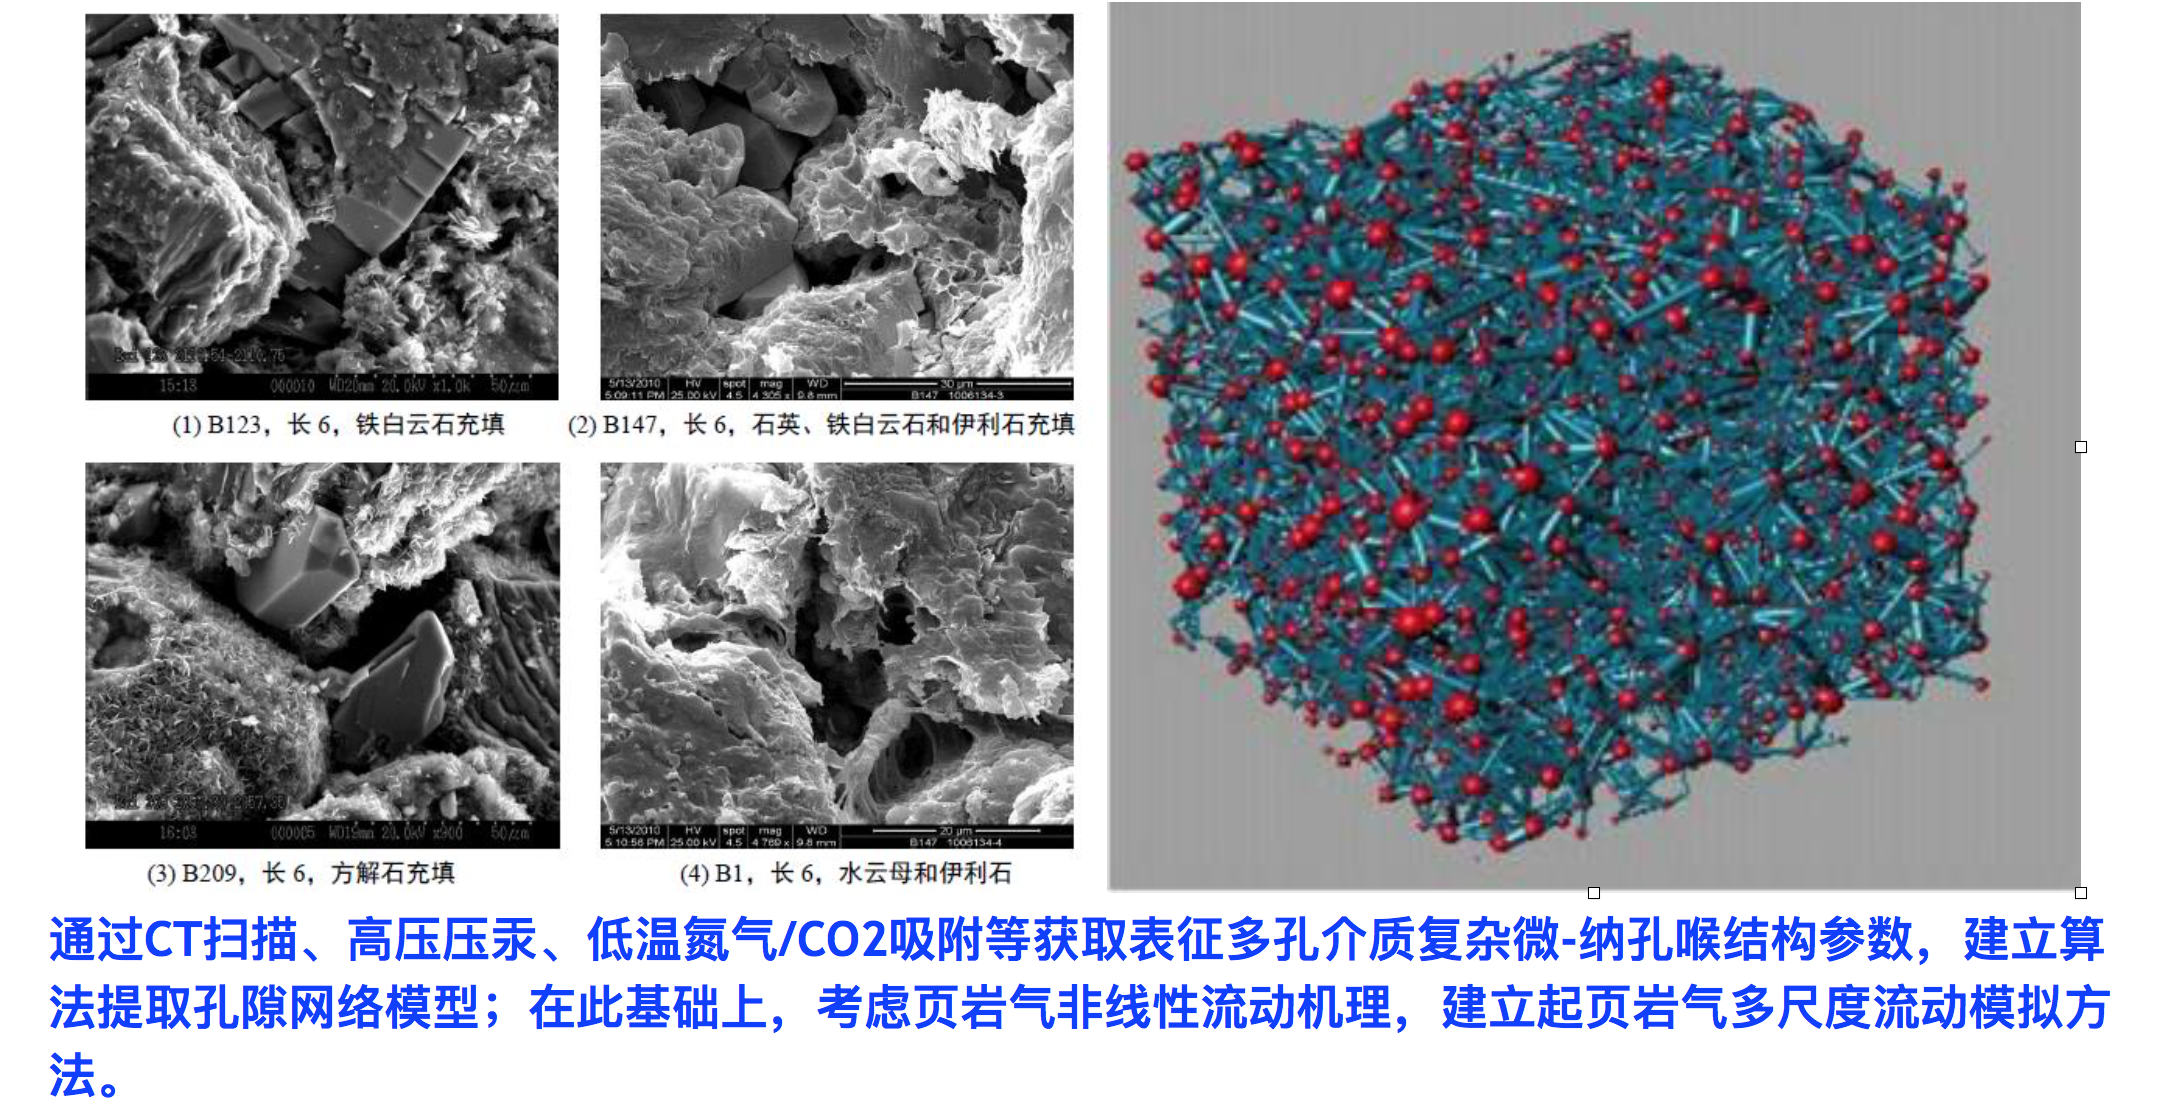 15:13 000010 WD20mm 20.0kV x1.0k 50μm
5/13/2010 HV spot mag WD 30 μm
5:09:11 PM 25.00 kV 4.5 4 305 x 9.8 mm B147 1006134-3
(1) B123，长 6，铁白云石充填
(2) B147，长 6，石英、铁白云石和伊利石充填
16:03 000005 WD19mm 20.0kV x900 50μm
5/13/2010 HV spot mag WD 20 μm
5:10:56 PM 25.00 kV 4.5 4 769 x 9.8 mm B147 1006134-4
(3) B209，长 6，方解石充填
(4) B1，长 6，水云母和伊利石
通过CT扫描、高压压汞、低温氮气/CO2吸附等获取表征多孔介质复杂微-纳孔喉结构参数，建立算
法提取孔隙网络模型；在此基础上，考虑页岩气非线性流动机理，建立起页岩气多尺度流动模拟方
法。